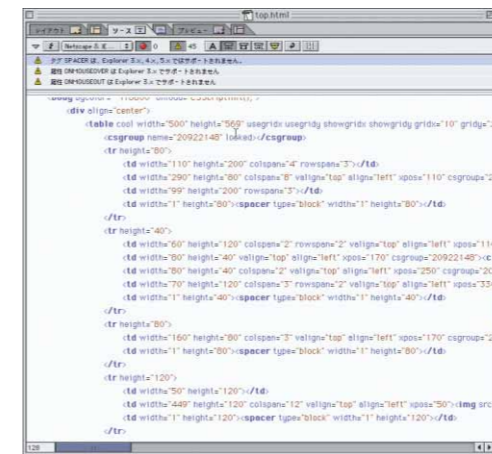 top.html
レイアウト ソース プレビュー
Netscape & E... 0 45
タグ SPACER は、Explorer 3.x, 4.x, 5.x ではサポートされません。
属性 ONMOUSEOVER は Explorer 3.x でサポートされません。
属性 ONMOUSEOUT は Explorer 3.x でサポートされません。
<div align="center">
<table cool width="500" height="569" usegridx usegridy showgridx showgridy gridx="10" gridy="
<csgroup name="20922148" locked></csgroup>
<tr height="80">
<td width="110" height="200" colspan="4" rowspan="3"></td>
<td width="290" height="80" colspan="8" valign="top" align="left" xpos="110" csgroup="2
<td width="99" height="200" rowspan="3"></td>
<td width="1" height="80"><spacer type="block" width="1" height="80"></td>
</tr>
<tr height="40">
<td width="60" height="120" colspan="2" rowspan="2" valign="top" align="left" xpos="11
<td width="80" height="40" valign="top" align="left" xpos="170" csgroup="20922148"><c
<td width="80" height="40" colspan="2" valign="top" align="left" xpos="250" csgroup="20
<td width="70" height="120" colspan="3" rowspan="2" valign="top" align="left" xpos="33
<td width="1" height="40"><spacer type="block" width="1" height="40"></td>
</tr>
<tr height="80">
<td width="160" height="80" colspan="3" valign="top" align="left" xpos="170" csgroup="2
<td width="1" height="80"><spacer type="block" width="1" height="80"></td>
</tr>
<tr height="120">
<td width="50" height="120"></td>
<td width="449" height="120" colspan="12" valign="top" align="left" xpos="50"><img src
<td width="1" height="120"><spacer type="block" width="1" height="120"></td>
</tr>
128